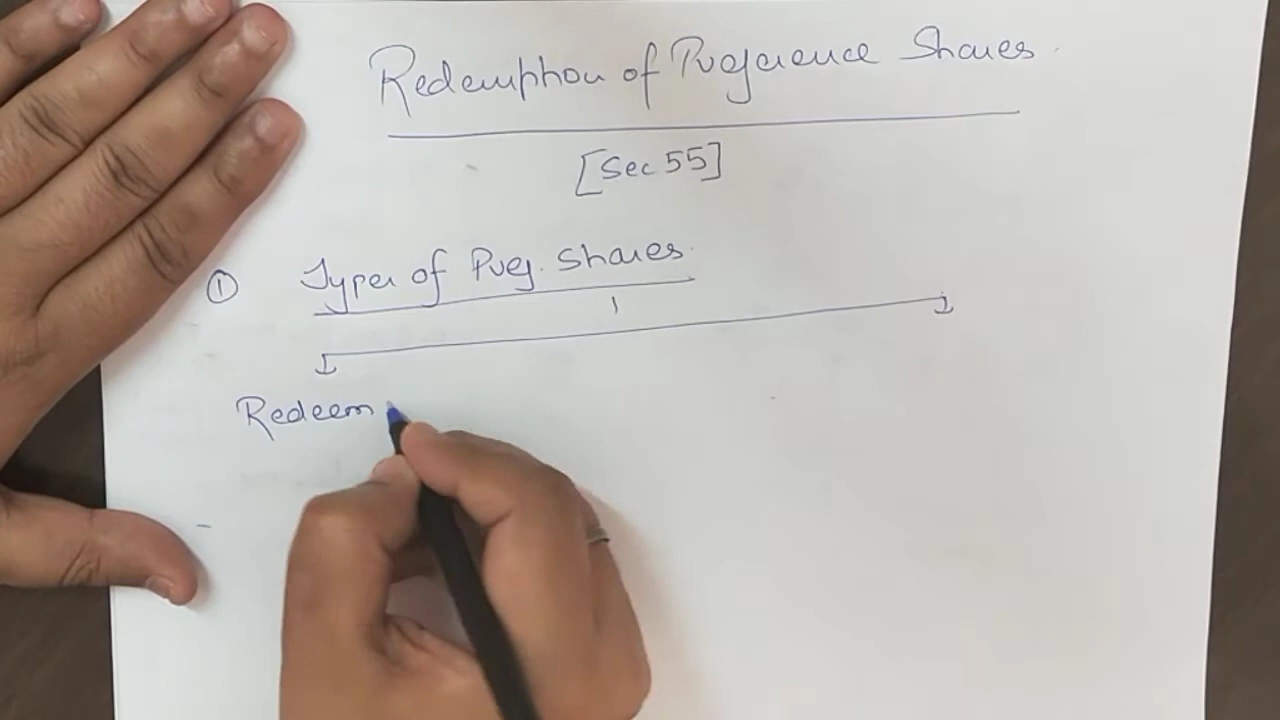 Redemption of Preference Shares
[Sec 55]
① Types of Pref. Shares
Redeem